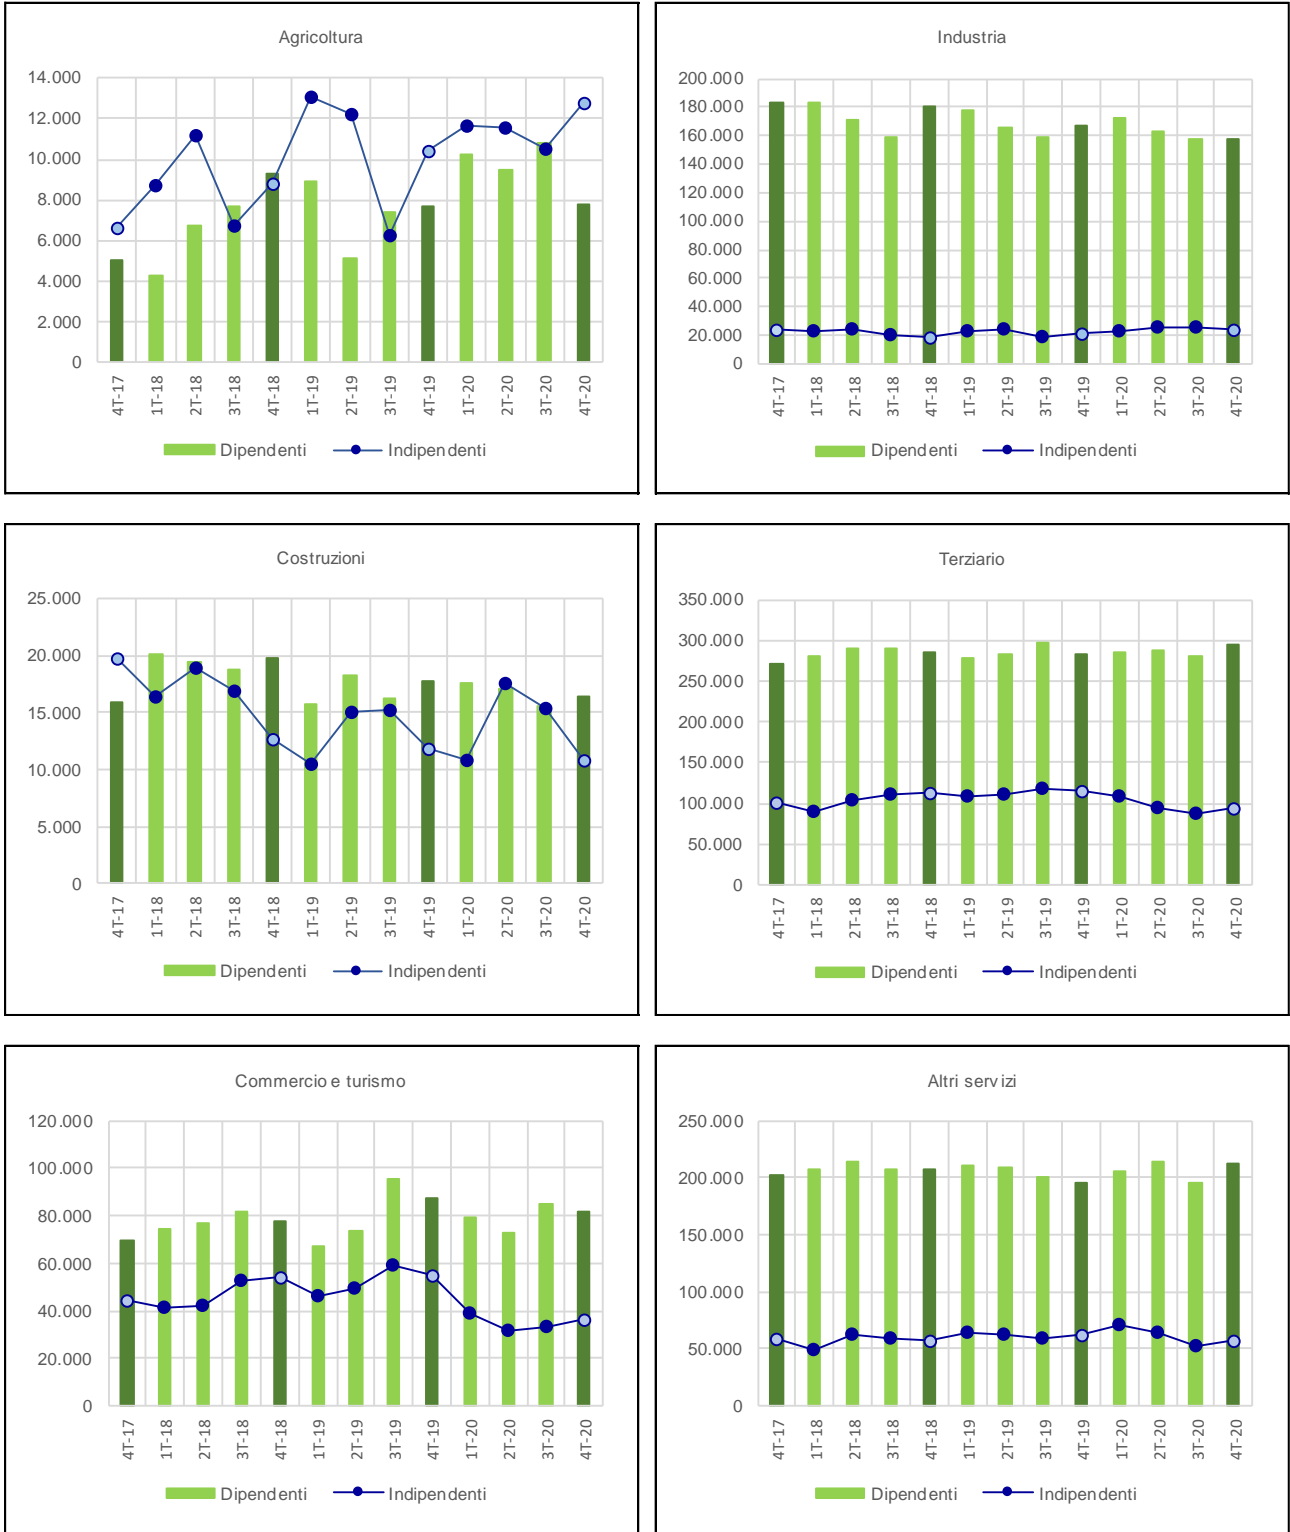 Agricoltura
14.000
12.000
10.000
8.000
6.000
4.000
2.000
0
4T-17 1T-18 2T-18 3T-18 4T-18 1T-19 2T-19 3T-19 4T-19 1T-20 2T-20 3T-20 4T-20
Dipendenti Indipendenti
Industria
200.000
180.000
160.000
140.000
120.000
100.000
80.000
60.000
40.000
20.000
0
4T-17 1T-18 2T-18 3T-18 4T-18 1T-19 2T-19 3T-19 4T-19 1T-20 2T-20 3T-20 4T-20
Dipendenti Indipendenti
Costruzioni
25.000
20.000
15.000
10.000
5.000
0
4T-17 1T-18 2T-18 3T-18 4T-18 1T-19 2T-19 3T-19 4T-19 1T-20 2T-20 3T-20 4T-20
Dipendenti Indipendenti
Terziario
350.000
300.000
250.000
200.000
150.000
100.000
50.000
0
4T-17 1T-18 2T-18 3T-18 4T-18 1T-19 2T-19 3T-19 4T-19 1T-20 2T-20 3T-20 4T-20
Dipendenti Indipendenti
Commercio e turismo
120.000
100.000
80.000
60.000
40.000
20.000
0
4T-17 1T-18 2T-18 3T-18 4T-18 1T-19 2T-19 3T-19 4T-19 1T-20 2T-20 3T-20 4T-20
Dipendenti Indipendenti
Altri servizi
250.000
200.000
150.000
100.000
50.000
0
4T-17 1T-18 2T-18 3T-18 4T-18 1T-19 2T-19 3T-19 4T-19 1T-20 2T-20 3T-20 4T-20
Dipendenti Indipendenti